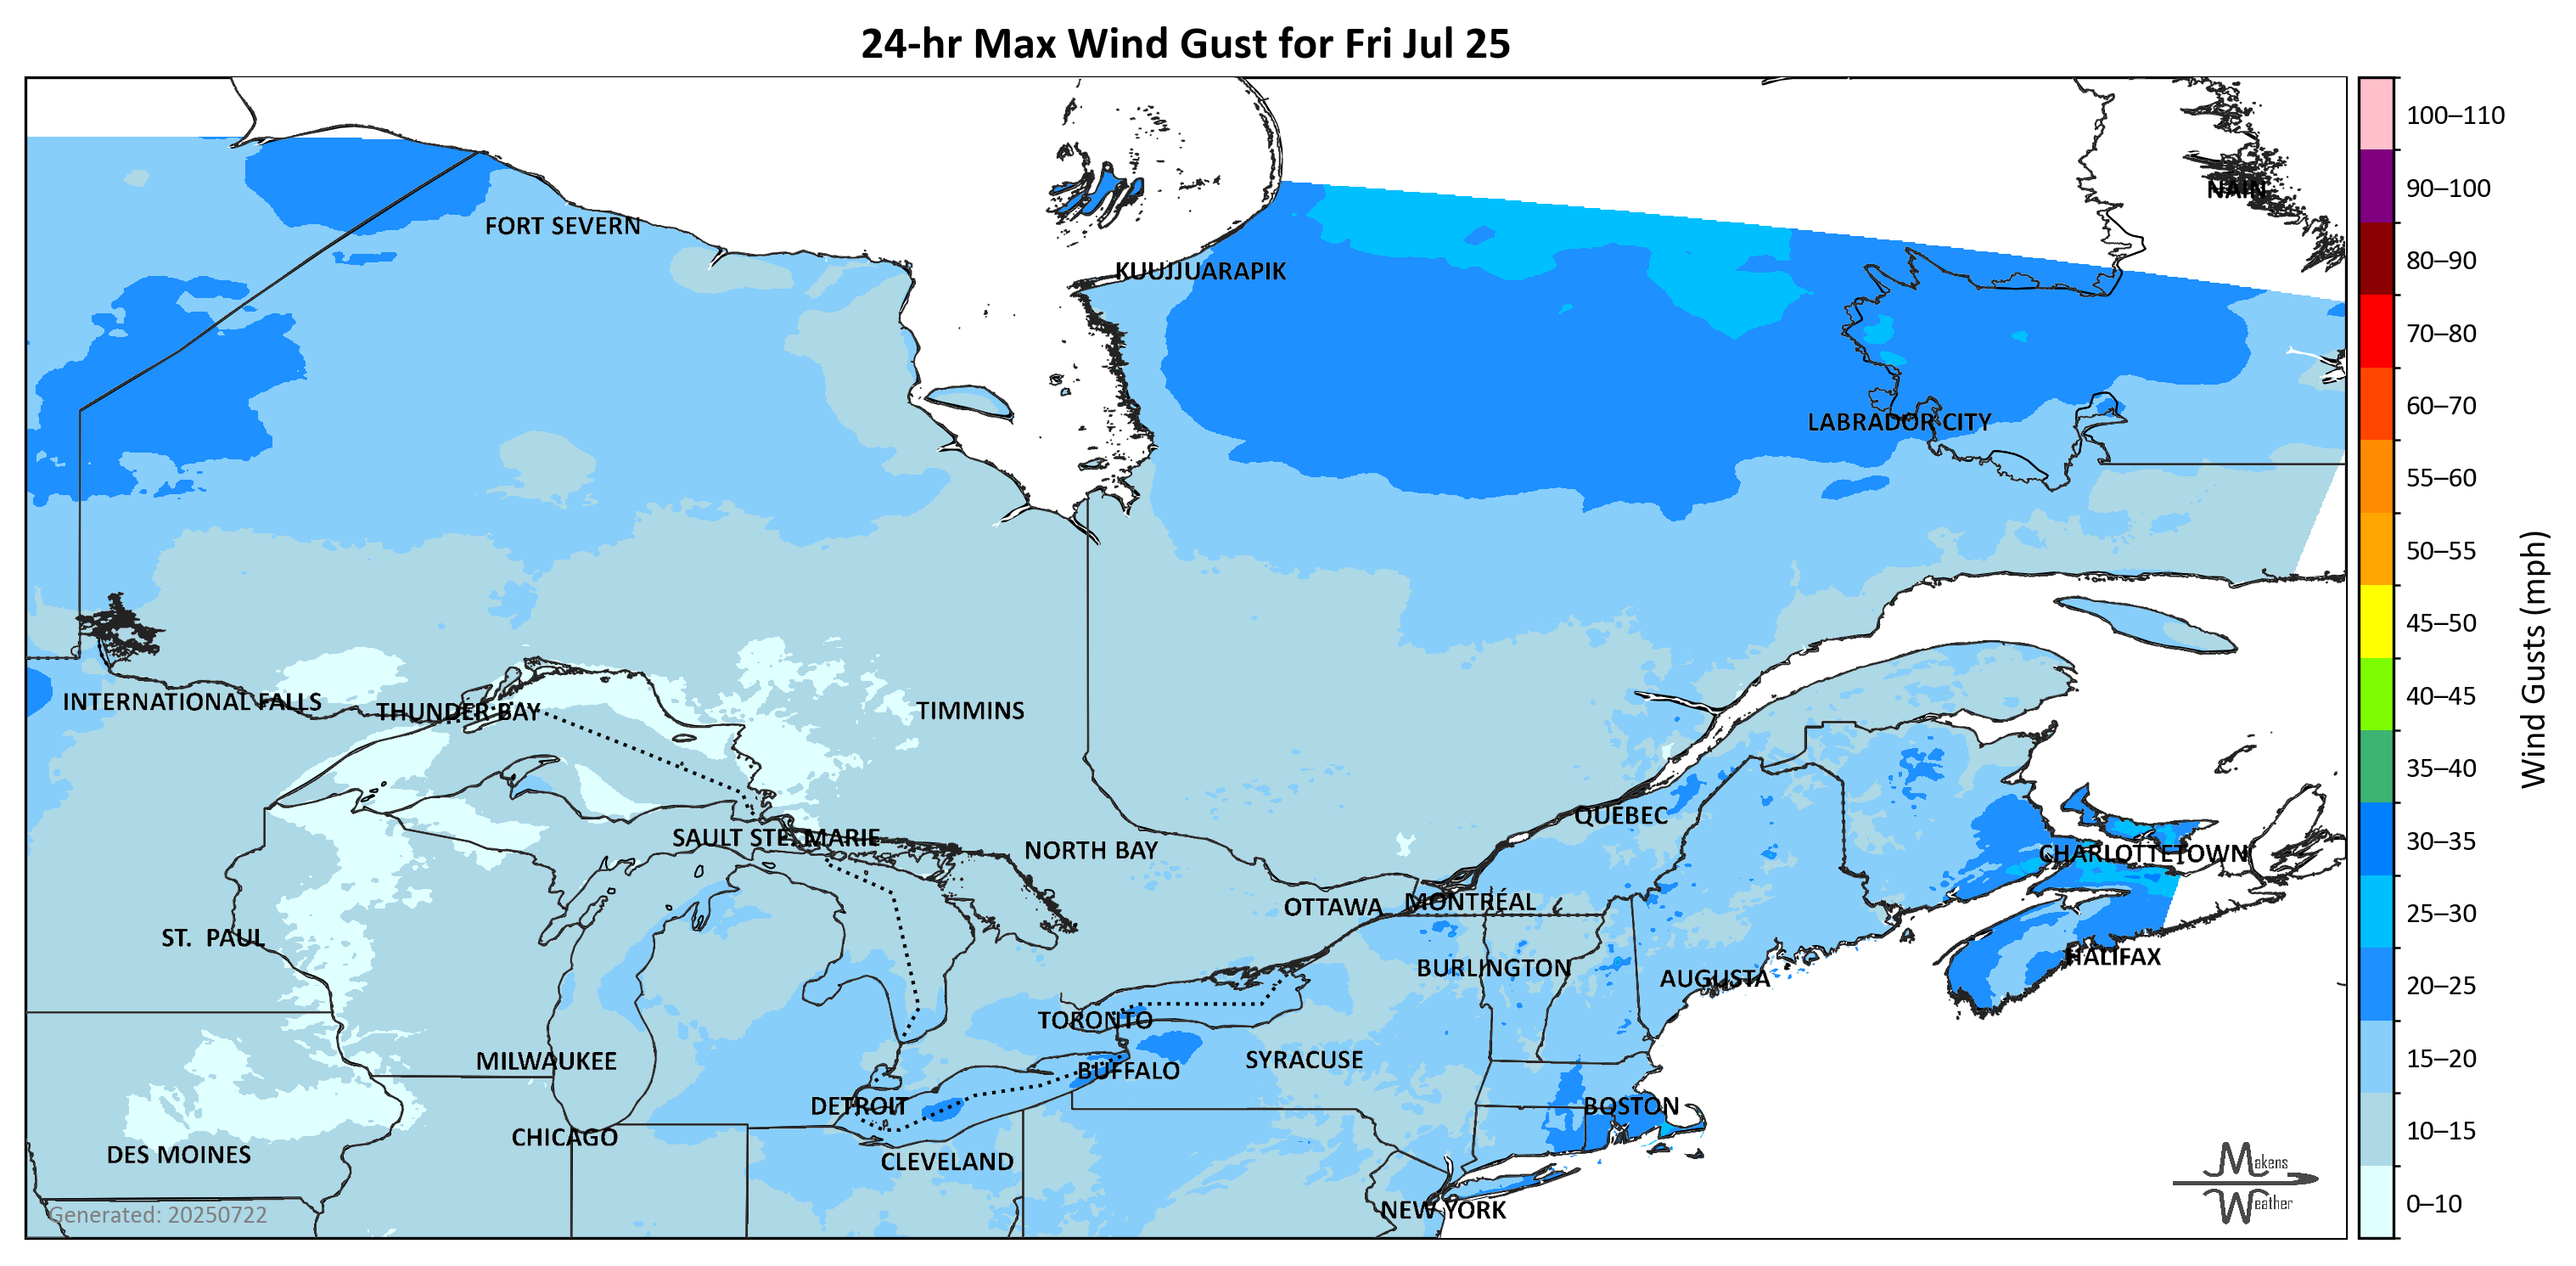 24-hr Max Wind Gust for Fri Jul 25
100–110
90–100
NAIN
FORT SEVERN
80–90
KUUJJUARAPIK
70–80
60–70
LABRADOR CITY
55–60
50–55
45–50
Wind Gusts (mph)
INTERNATIONAL FALLS
THUNDER BAY
TIMMINS
40–45
35–40
QUEBEC
SAULT STE. MARIE
30–35
NORTH BAY
CHARLOTTETOWN
OTTAWA
MONTRÉAL
25–30
ST. PAUL
BURLINGTON
HALIFAX
AUGUSTA
20–25
TORONTO
MILWAUKEE
SYRACUSE
15–20
BUFFALO
DETROIT
BOSTON
CHICAGO
10–15
DES MOINES
CLEVELAND
Makens
Weather
NEW YORK
0–10
Generated: 20250722